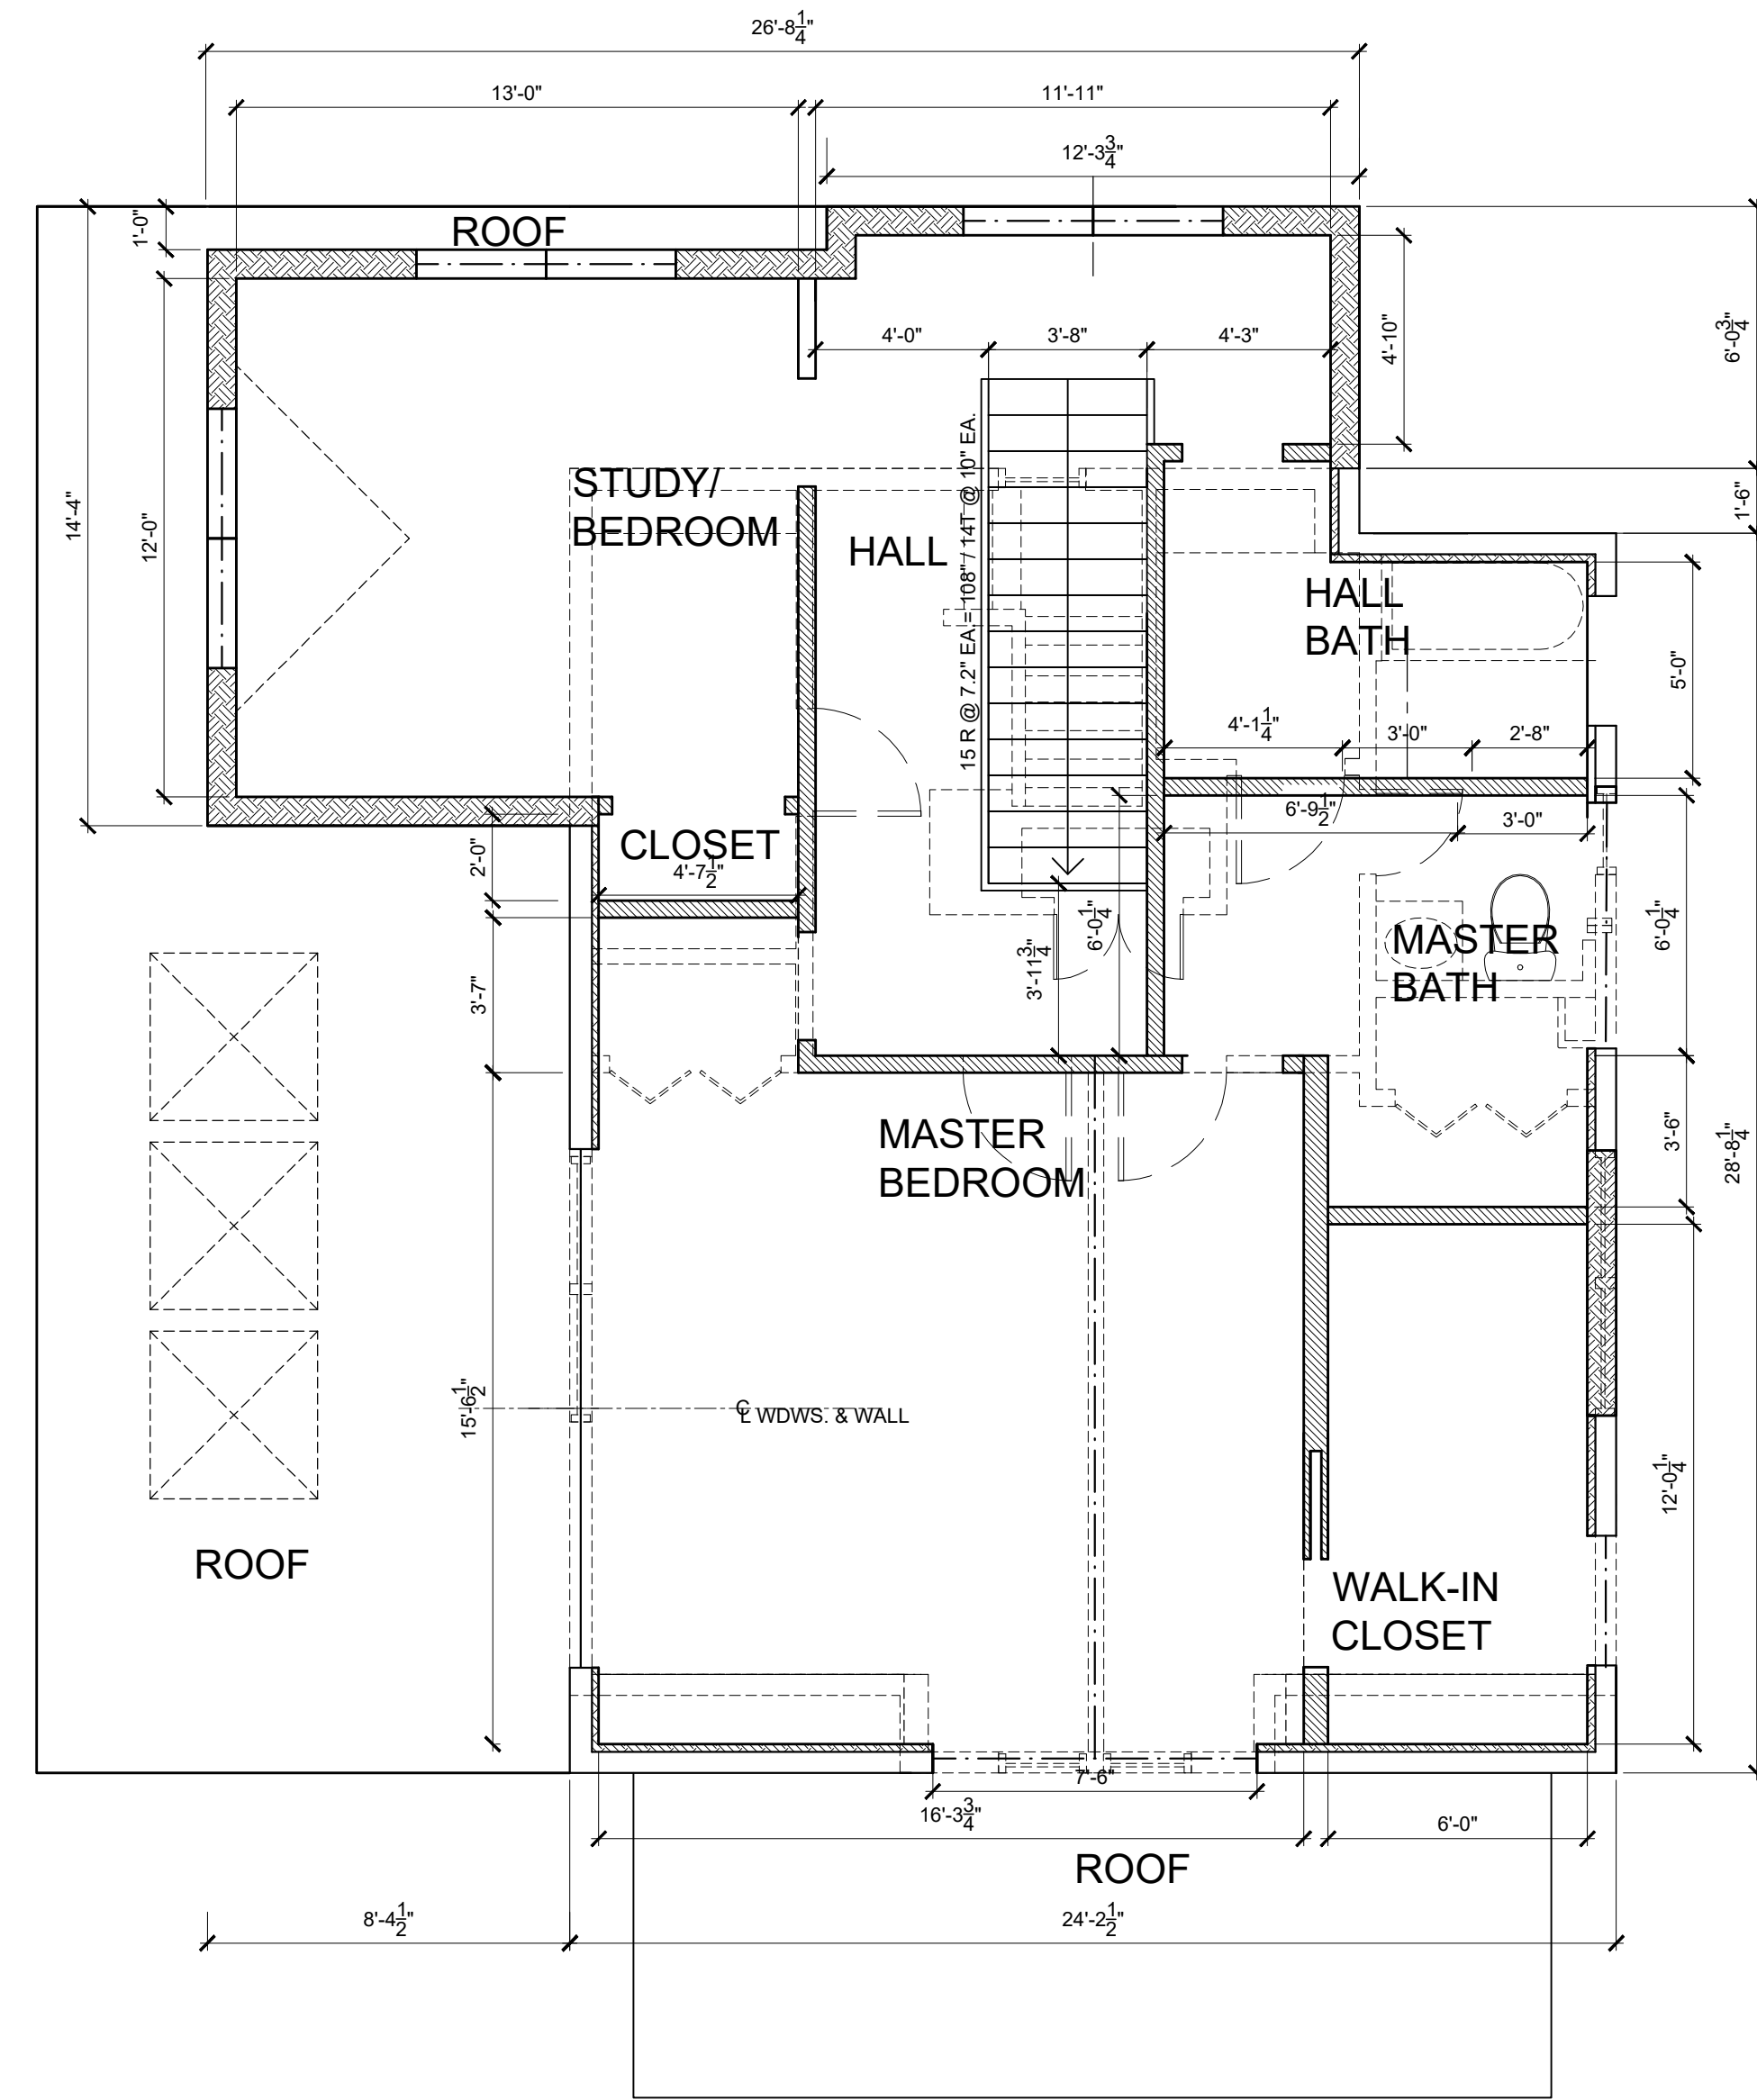 26'-8 1/4"
13'-0"
11'-11"
12'-3 3/4"
1'-0"
ROOF
4'-0"
3'-8"
4'-3"
4'-10"
6'-0 3/4"
14'-4"
12'-0"
STUDY/
BEDROOM
HALL
15 R @ 7.2" EA.= 108" / 14T @ 10" EA.
1'-6"
HALL
BATH
5'-0"
4'-1 1/4"
3'-0"
2'-8"
6'-9 1/2"
3'-0"
CLOSET
4'-7 1/2"
2'-0"
3'-7"
3'-11 3/4"
6'-0 1/4"
MASTER
BATH
6'-0 1/4"
3'-6"
28'-8 1/4"
MASTER
BEDROOM
15'-6 1/2"
℄ WDWS. & WALL
12'-0 1/4"
ROOF
WALK-IN
CLOSET
7'-6"
16'-3 3/4"
6'-0"
ROOF
8'-4 1/2"
24'-2 1/2"